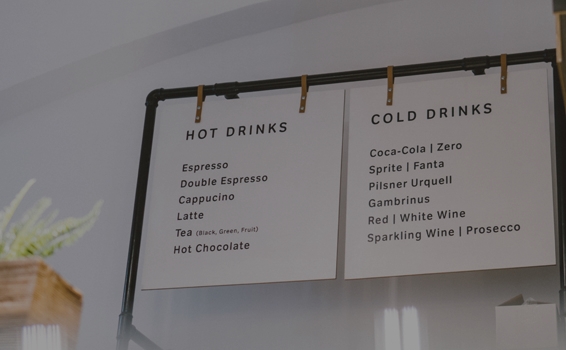 HOT DRINKS
Espresso
Double Espresso
Cappucino
Latte
Tea (Black, Green, Fruit)
Hot Chocolate
COLD DRINKS
Coca-Cola | Zero
Sprite | Fanta
Pilsner Urquell
Gambrinus
Red | White Wine
Sparkling Wine | Prosecco